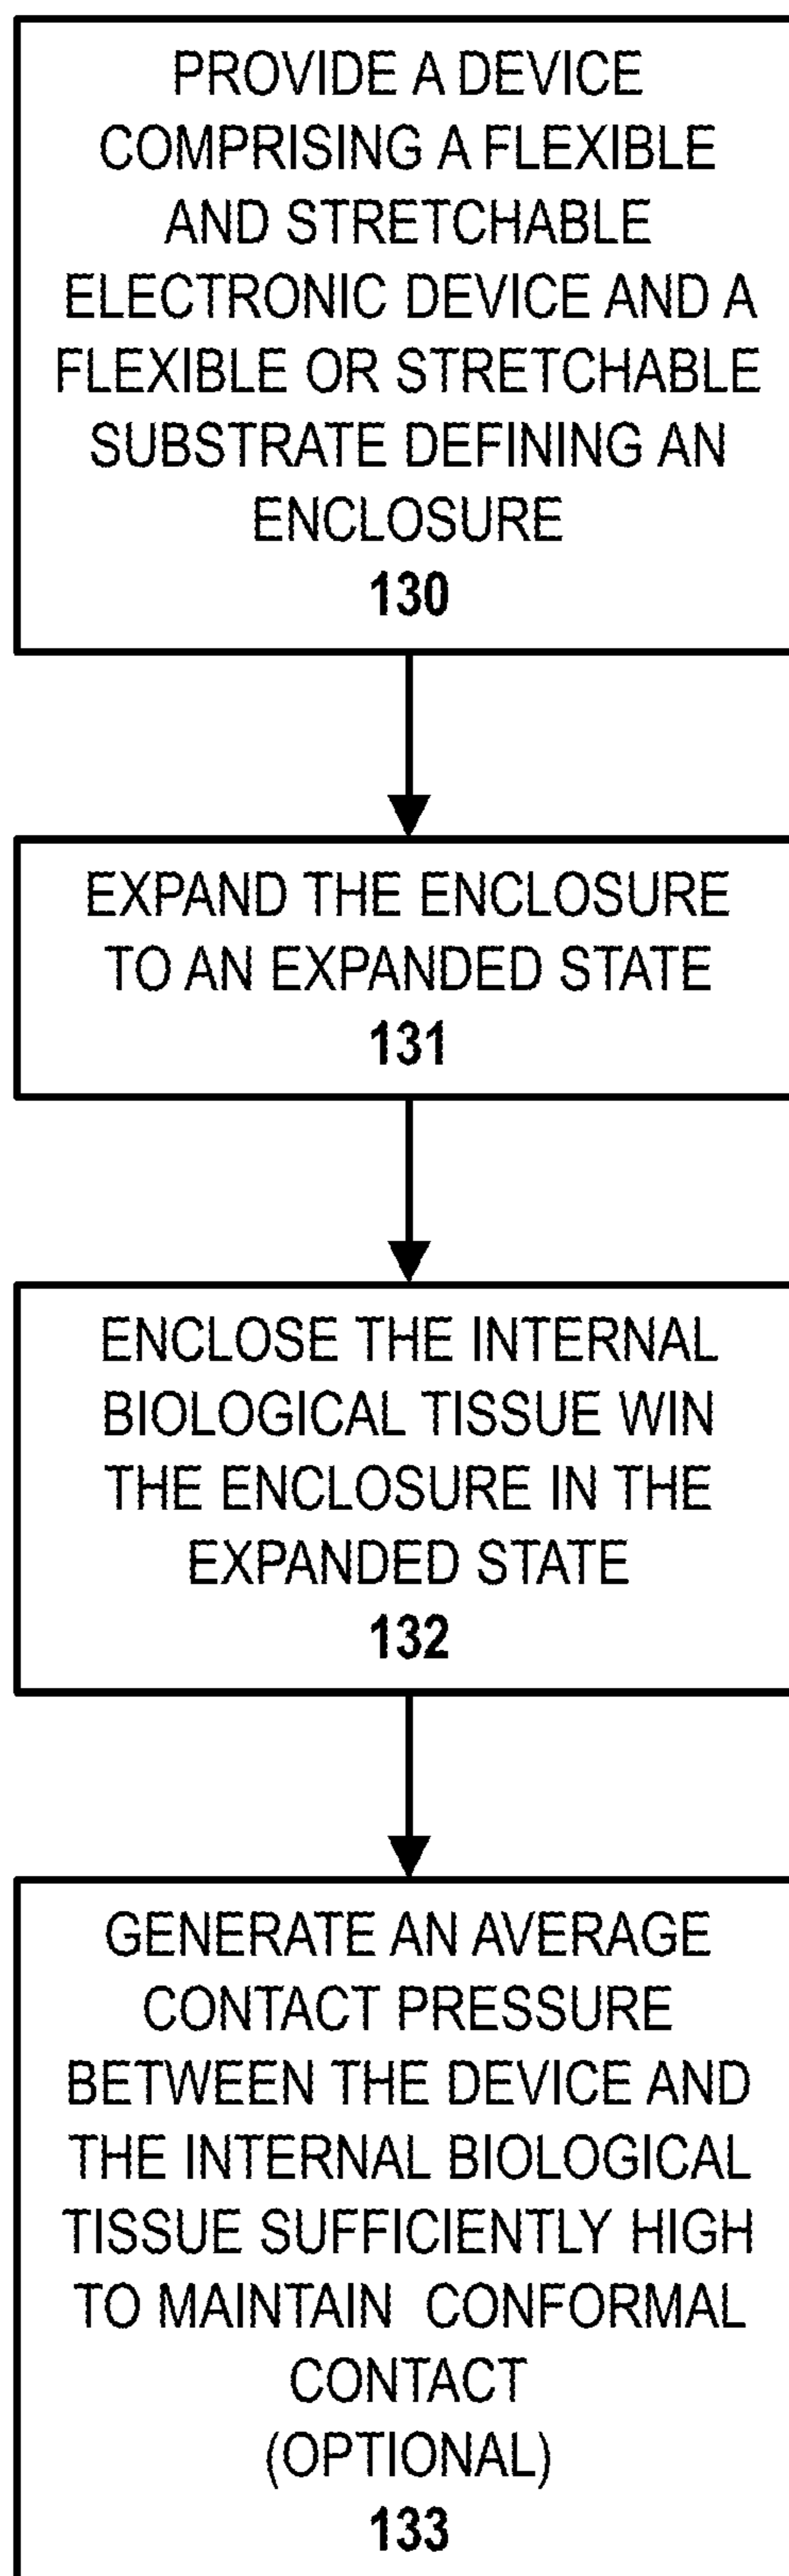 PROVIDE A DEVICE
COMPRISING A FLEXIBLE
AND STRETCHABLE
ELECTRONIC DEVICE AND A
FLEXIBLE OR STRETCHABLE
SUBSTRATE DEFINING AN
ENCLOSURE
130
EXPAND THE ENCLOSURE
TO AN EXPANDED STATE
131
ENCLOSE THE INTERNAL
BIOLOGICAL TISSUE WIN
THE ENCLOSURE IN THE
EXPANDED STATE
132
GENERATE AN AVERAGE
CONTACT PRESSURE
BETWEEN THE DEVICE AND
THE INTERNAL BIOLOGICAL
TISSUE SUFFICIENTLY HIGH
TO MAINTAIN CONFORMAL
CONTACT
(OPTIONAL)
133